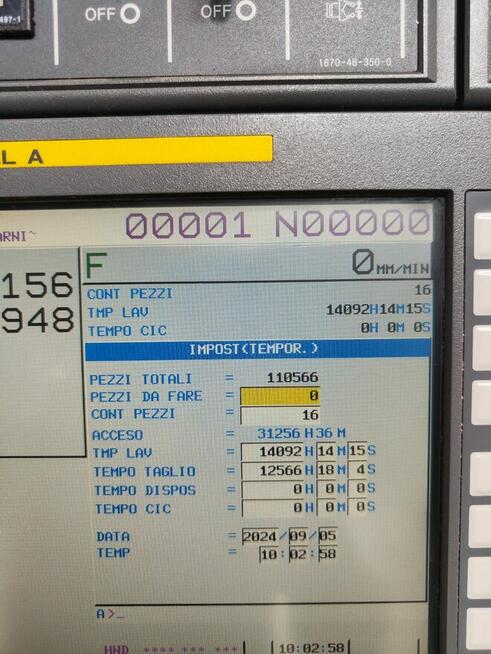 OFF
OFF
1670-48-350-0
L A
ARNI~
O0001 N00000
156
948
F 0 MM/MIN
CONT PEZZI 16
TMP LAV 14092H14M15S
TEMPO CIC 0H 0M 0S
IMPOST(TEMPOR.)
PEZZI TOTALI = 110566
PEZZI DA FARE = 0
CONT PEZZI = 16
ACCESO = 31256 H 36 M
TMP LAV = 14092 H 14 M 15 S
TEMPO TAGLIO = 12566 H 18 M 4 S
TEMPO DISPOS = 0 H 0 M 0 S
TEMPO CIC = 0 H 0 M 0 S
DATA = 2024/09/05
TEMP = 10:02:58
A>_
HND **** *** *** 10:02:58